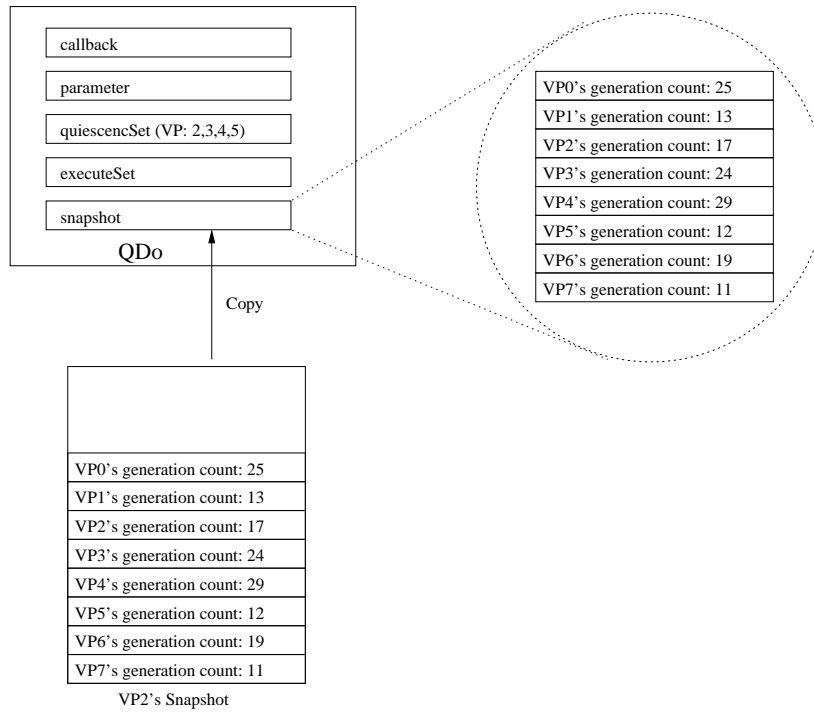 callback
parameter
quiescencSet (VP: 2,3,4,5)
executeSet
snapshot
QDo
VP0's generation count: 25
VP1's generation count: 13
VP2's generation count: 17
VP3's generation count: 24
VP4's generation count: 29
VP5's generation count: 12
VP6's generation count: 19
VP7's generation count: 11
Copy
VP0's generation count: 25
VP1's generation count: 13
VP2's generation count: 17
VP3's generation count: 24
VP4's generation count: 29
VP5's generation count: 12
VP6's generation count: 19
VP7's generation count: 11
VP2's Snapshot